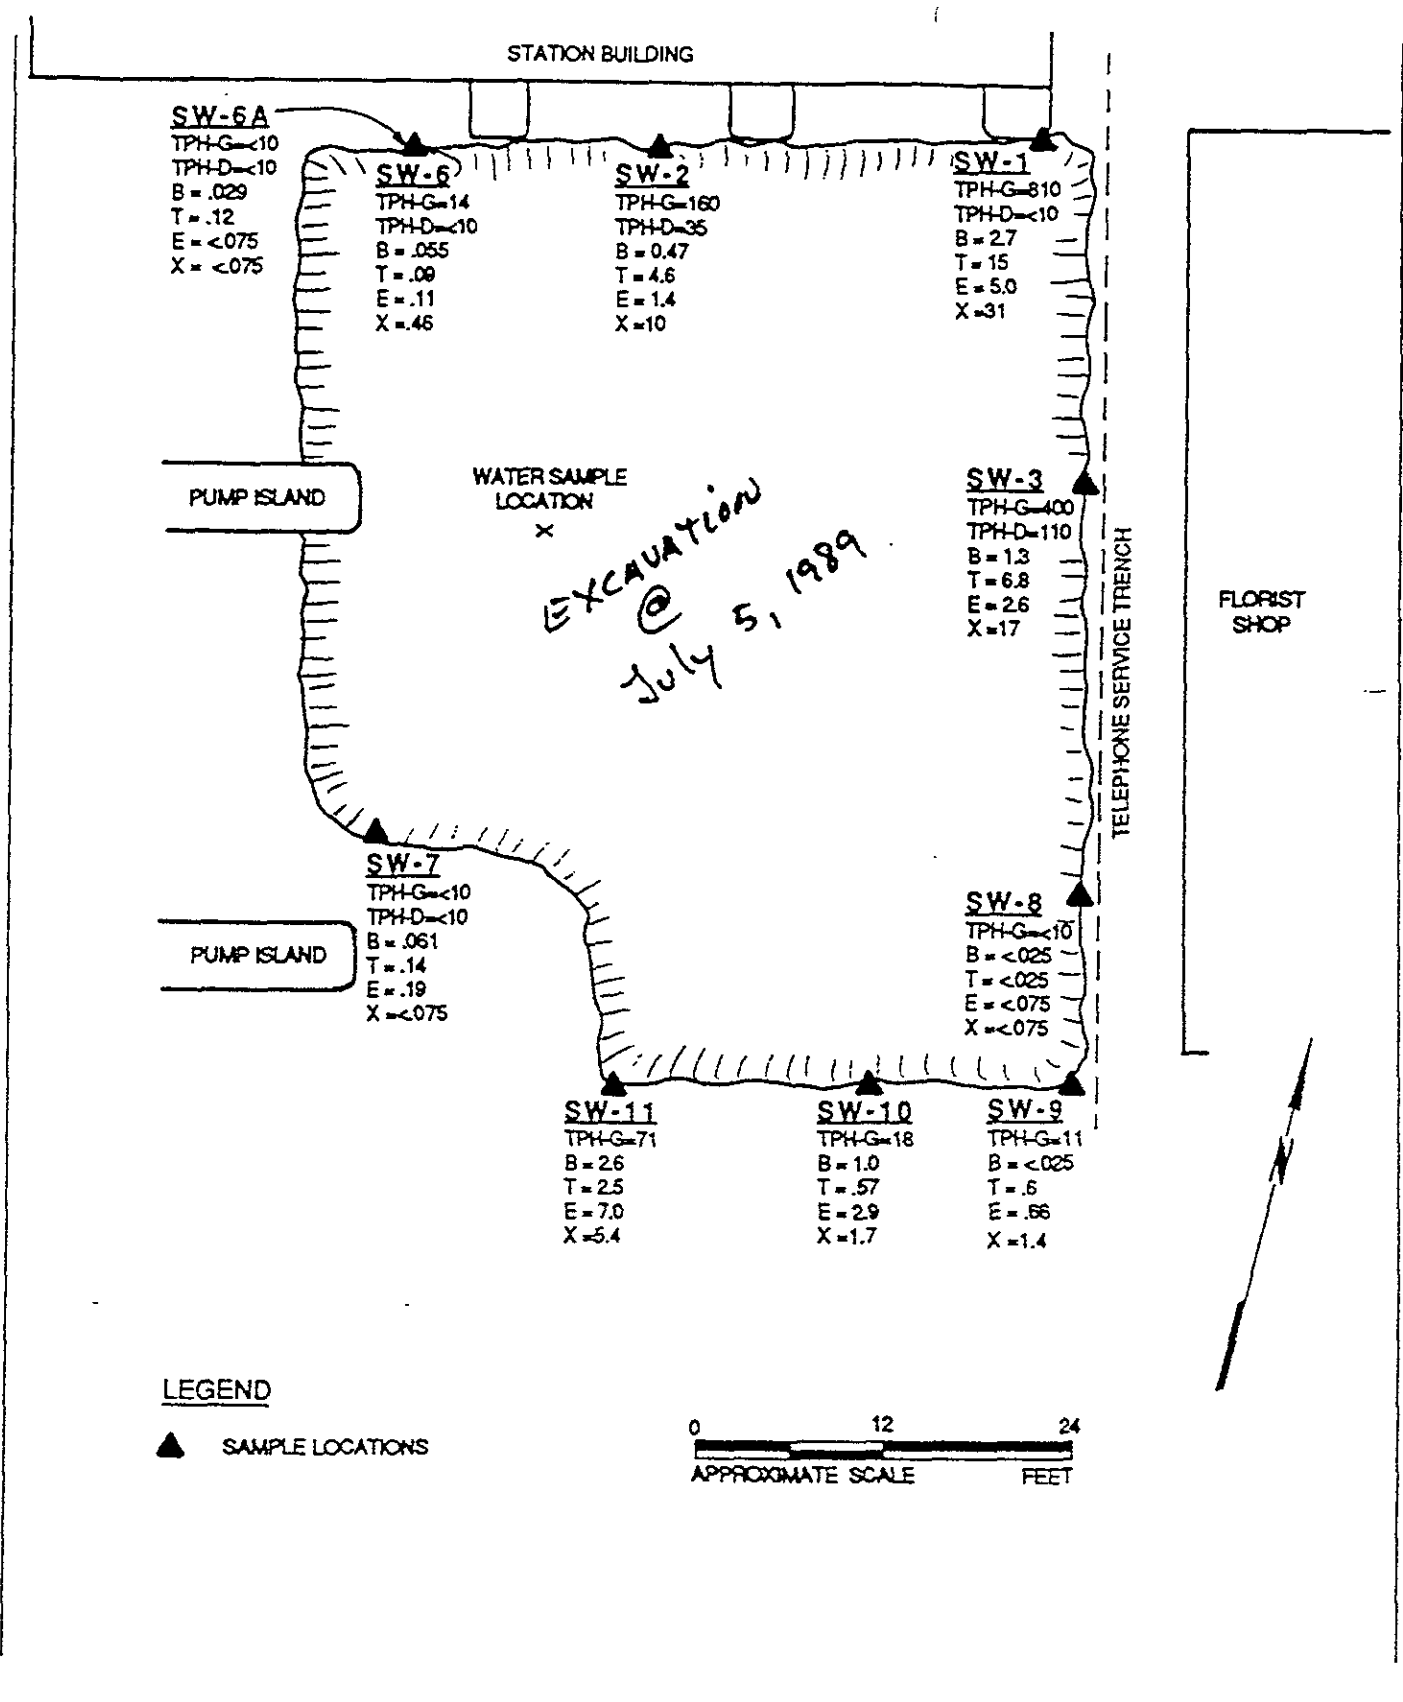 STATION BUILDING
SW-6A
TPH-G=<10
TPH-D=<10
B = .029
T = .12
E = <.075
X = <.075
SW-6
TPH-G=14
TPH-D=<10
B = .055
T = .09
E = .11
X = .46
SW-2
TPH-G=160
TPH-D=35
B = 0.47
T = 4.6
E = 1.4
X = 10
SW-1
TPH-G=810
TPH-D=<10
B = 2.7
T = 15
E = 5.0
X = 31
PUMP ISLAND
WATER SAMPLE
LOCATION
X
EXCAVATION
@
July 5, 1989
SW-3
TPH-G=400
TPH-D=110
B = 1.3
T = 6.8
E = 2.6
X = 17
TELEPHONE SERVICE TRENCH
FLORIST
SHOP
SW-7
TPH-G=<10
TPH-D=<10
B = .061
T = .14
E = .19
X = <.075
PUMP ISLAND
SW-8
TPH-G=<10
B = <.025
T = <.025
E = <.075
X = <.075
SW-11
TPH-G=71
B = 2.6
T = 2.5
E = 7.0
X = 5.4
SW-10
TPH-G=18
B = 1.0
T = .57
E = 2.9
X = 1.7
SW-9
TPH-G=11
B = <.025
T = .6
E = .66
X = 1.4
N
LEGEND
SAMPLE LOCATIONS
0 12 24
APPROXIMATE SCALE FEET